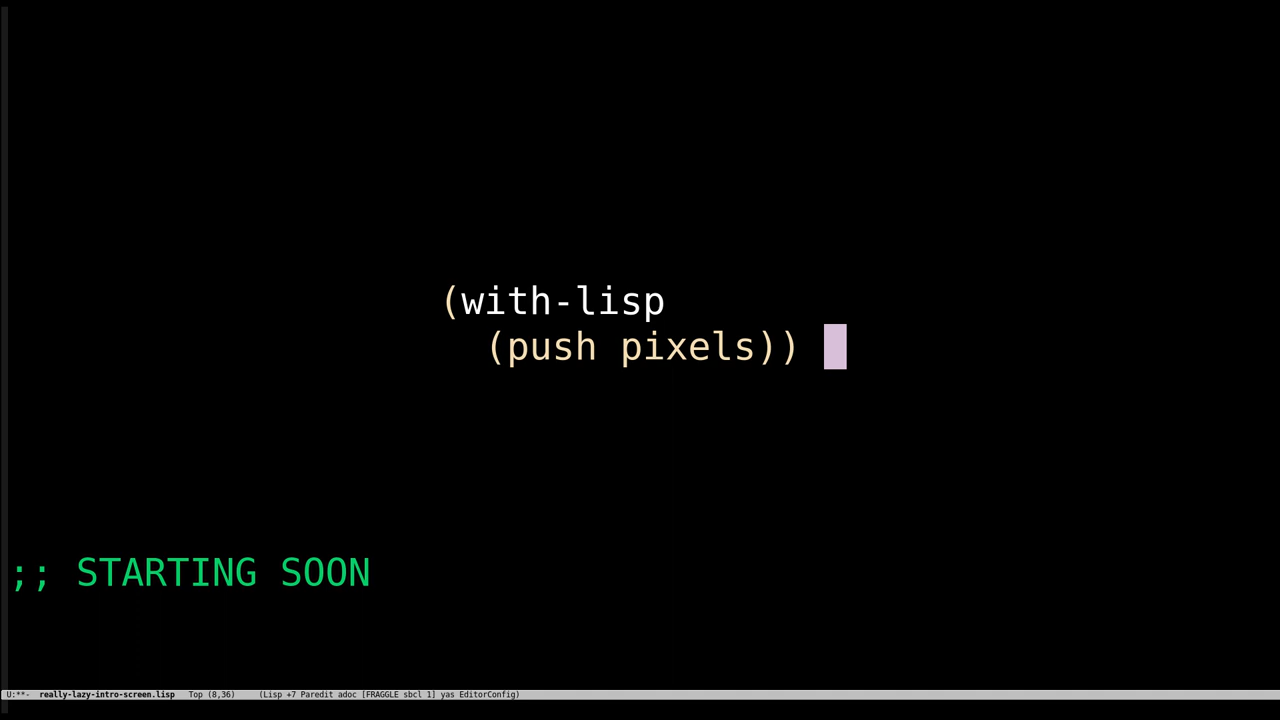 (with-lisp
(push pixels))
;; STARTING SOON
U:**- really-lazy-intro-screen.lisp Top (8,36) (Lisp +7 Paredit adoc [FRAGGLE sbcl 1] yas EditorConfig)